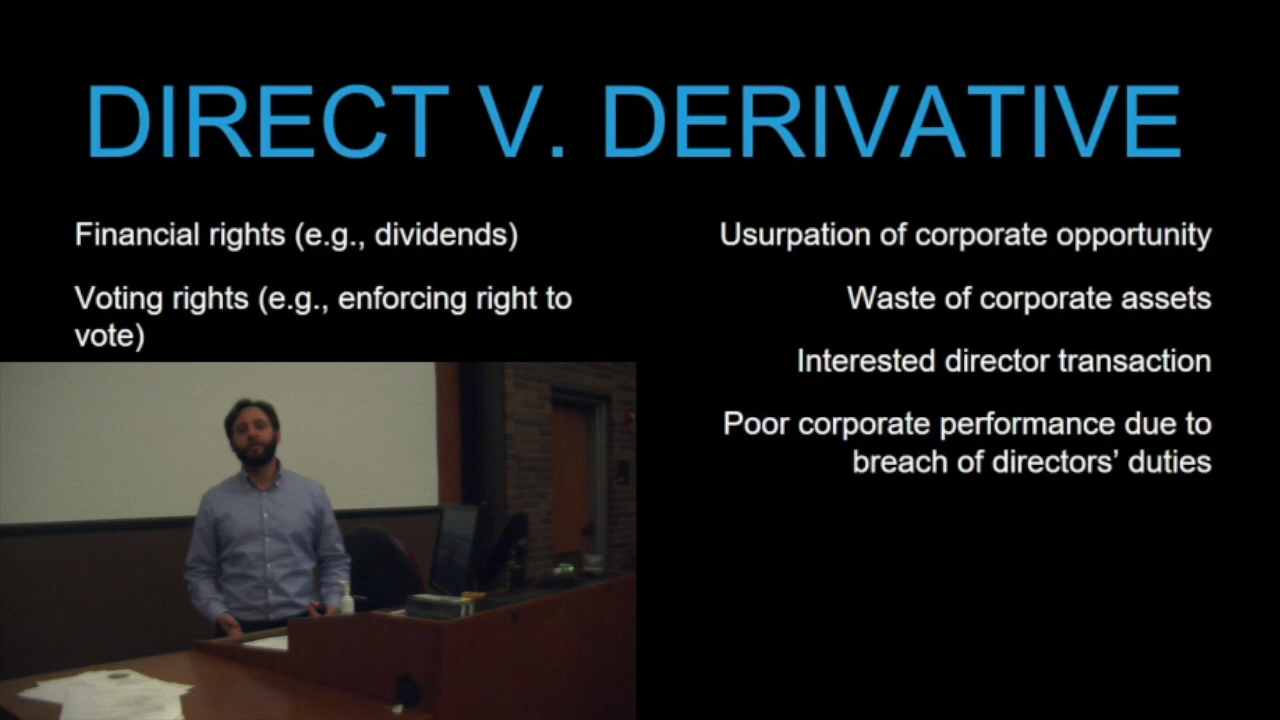 DIRECT V. DERIVATIVE
Financial rights (e.g., dividends)
Voting rights (e.g., enforcing right to
vote)
Usurpation of corporate opportunity
Waste of corporate assets
Interested director transaction
Poor corporate performance due to
breach of directors’ duties